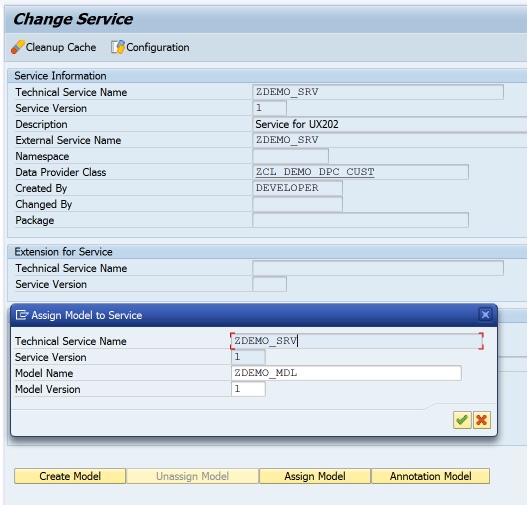 Change Service
Cleanup Cache Configuration
Service Information
Technical Service Name ZDEMO_SRV
Service Version 1
Description Service for UX202
External Service Name ZDEMO_SRV
Namespace
Data Provider Class ZCL_DEMO_DPC_CUST
Created By DEVELOPER
Changed By
Package
Extension for Service
Technical Service Name
Service Version
Assign Model to Service
Technical Service Name ZDEMO_SRV
Service Version 1
Model Name ZDEMO_MDL
Model Version 1
Create Model Unassign Model Assign Model Annotation Model